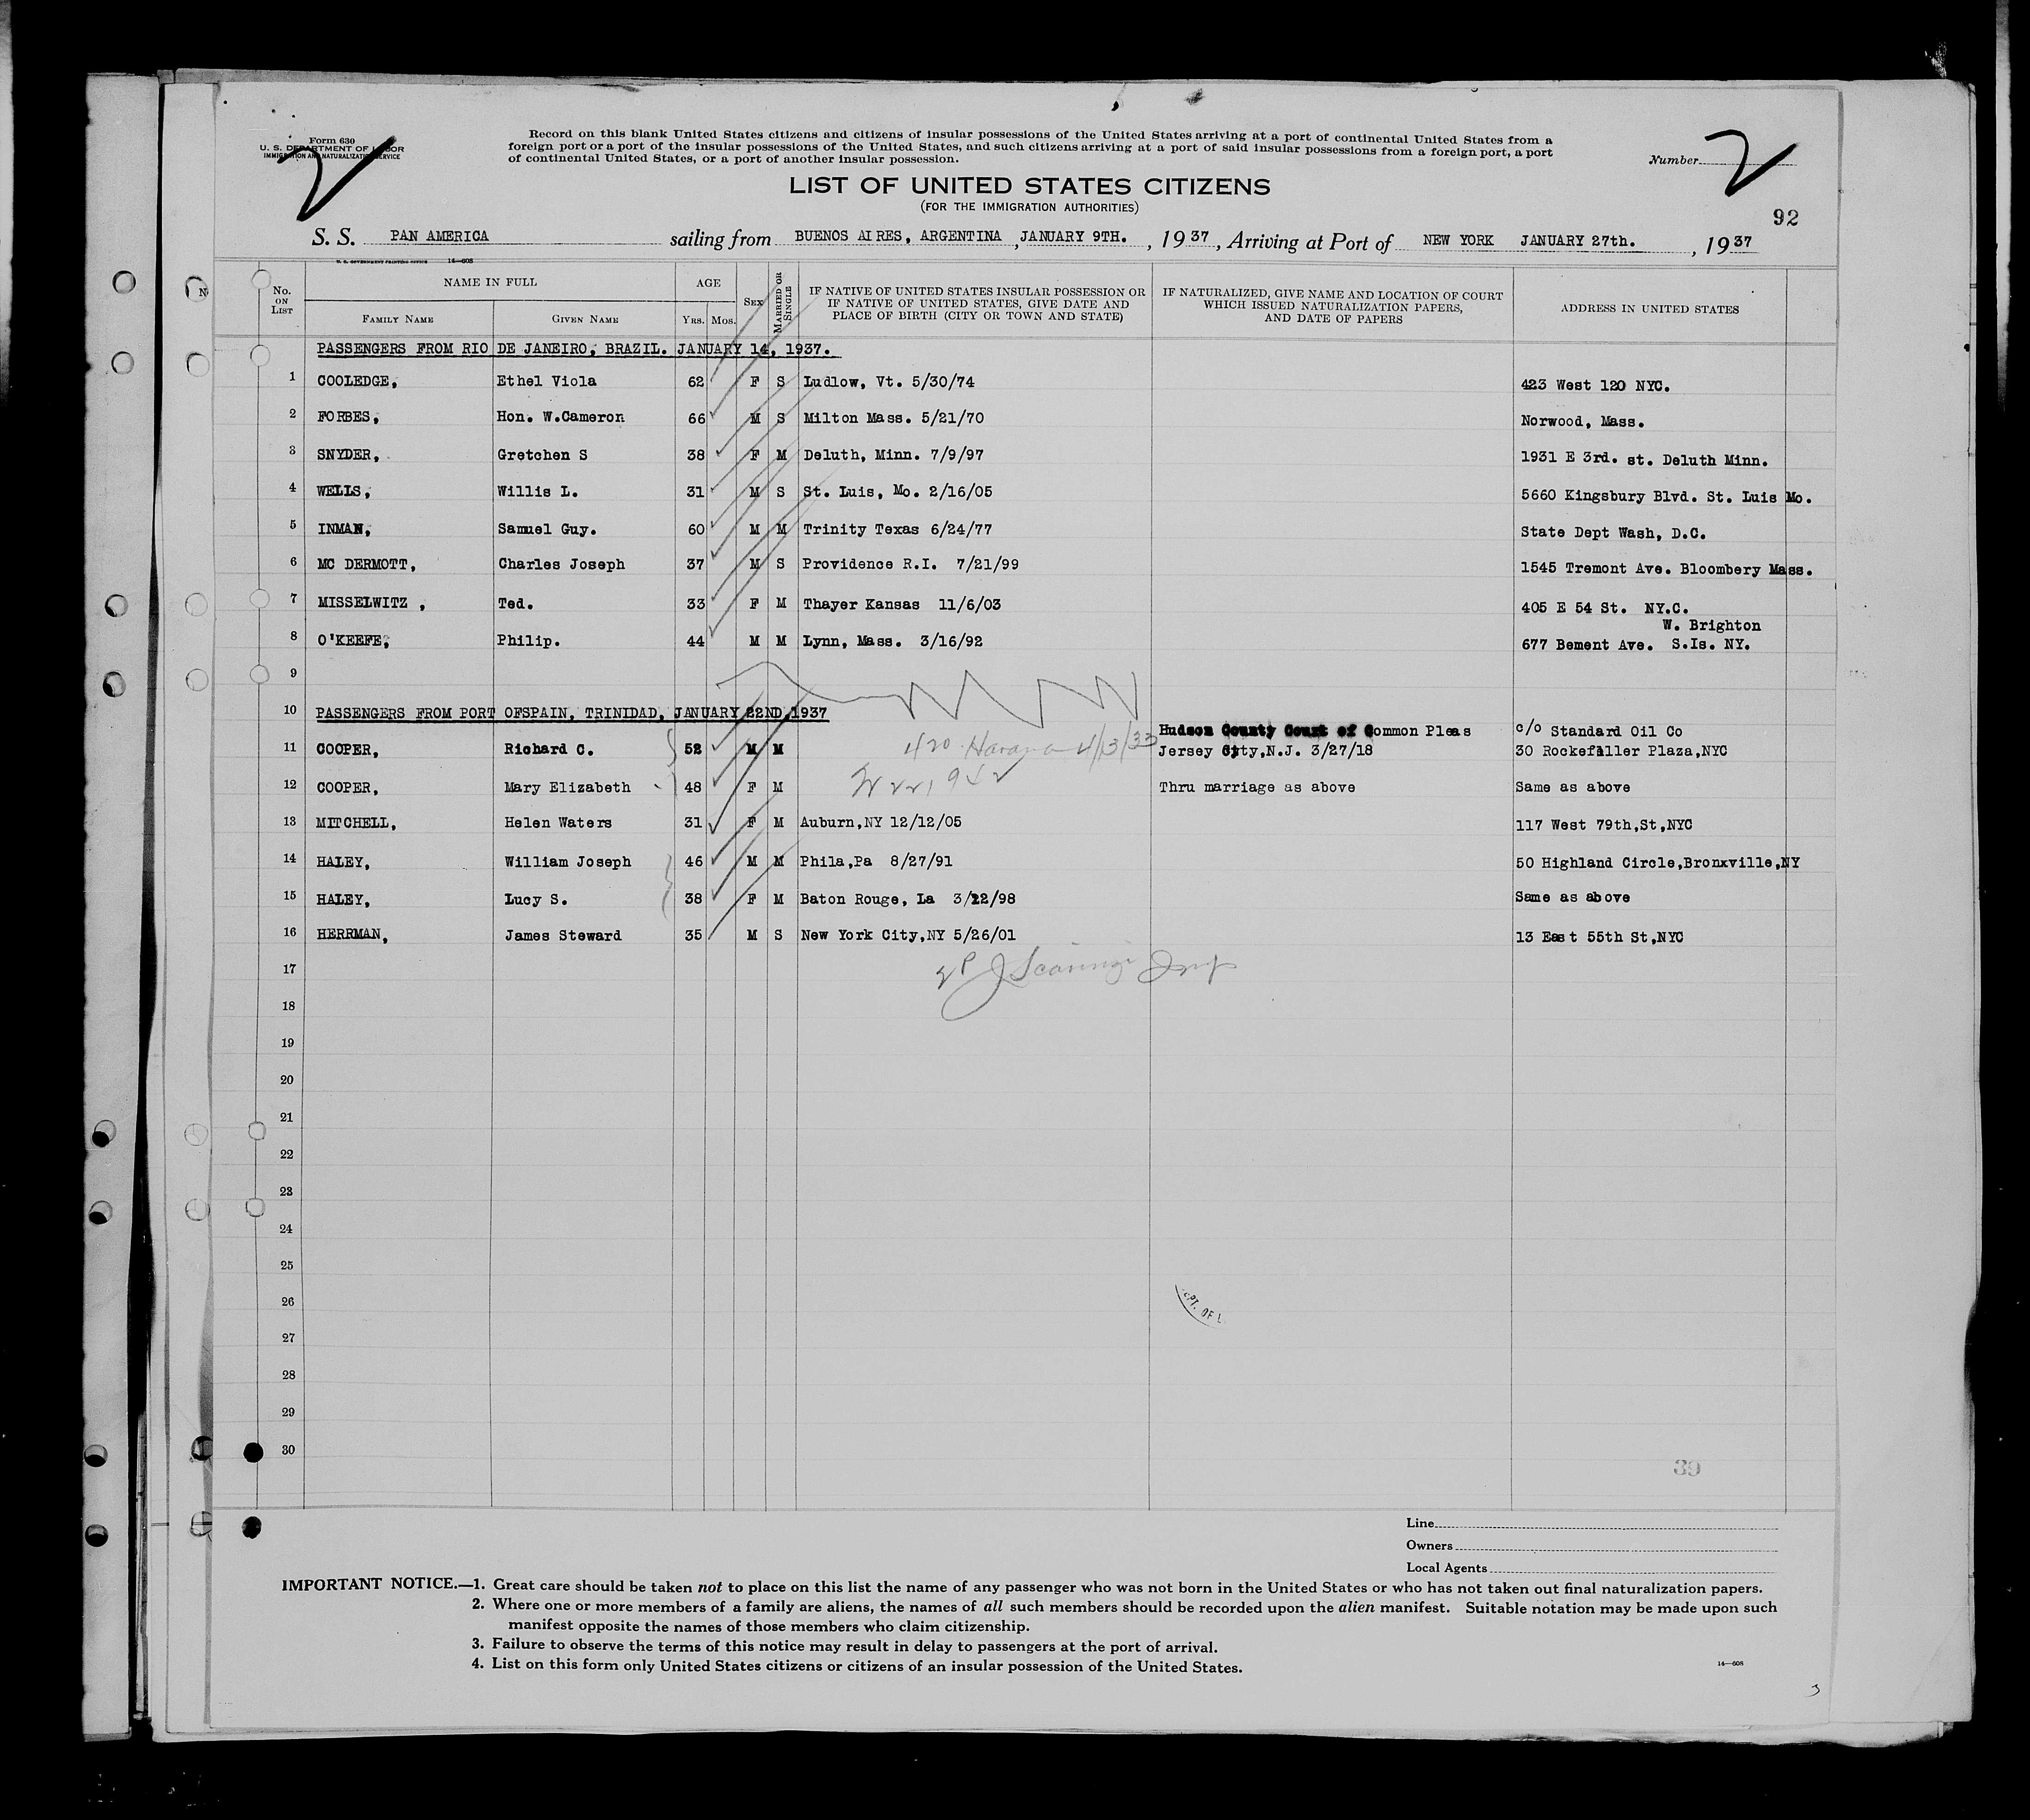 Form 630
U. S. DEPARTMENT OF LABOR
IMMIGRATION AND NATURALIZATION SERVICE
2
Record on this blank United States citizens and citizens of insular possessions of the United States arriving at a port of continental United States from a
foreign port or a port of the insular possessions of the United States, and such citizens arriving at a port of said insular possessions from a foreign port, a port
of continental United States, or a port of another insular possession.
Number 2
LIST OF UNITED STATES CITIZENS
(FOR THE IMMIGRATION AUTHORITIES)
92
S. S. PAN AMERICA sailing from BUENOS AIRES, ARGENTINA, JANUARY 9TH., 1937, Arriving at Port of NEW YORK JANUARY 27th., 1937
U. S. GOVERNMENT PRINTING OFFICE 14—608
No. ON LIST NAME IN FULL FAMILY NAME GIVEN NAME AGE YRS. MOS. SEX MARRIED OR SINGLE IF NATIVE OF UNITED STATES INSULAR POSSESSION OR IF NATIVE OF UNITED STATES, GIVE DATE AND PLACE OF BIRTH (CITY OR TOWN AND STATE) IF NATURALIZED, GIVE NAME AND LOCATION OF COURT WHICH ISSUED NATURALIZATION PAPERS, AND DATE OF PAPERS ADDRESS IN UNITED STATES
PASSENGERS FROM RIO DE JANEIRO, BRAZIL. JANUARY 14, 1937.
1 COOLEDGE, Ethel Viola 62 F S Ludlow, Vt. 5/30/74 423 West 120 NYC.
2 FORBES, Hon. W.Cameron 66 M S Milton Mass. 5/21/70 Norwood, Mass.
3 SNYDER, Gretchen S 38 F M Deluth, Minn. 7/9/97 1931 E 3rd. st. Deluth Minn.
4 WELLS, Willis L. 31 M S St. Luis, Mo. 2/16/05 5660 Kingsbury Blvd. St. Luis Mo.
5 INMAN, Samuel Guy. 60 M M Trinity Texas 6/24/77 State Dept Wash, D.C.
6 MC DERMOTT, Charles Joseph 37 M S Providence R.I. 7/21/99 1545 Tremont Ave. Bloombery Mass.
7 MISSELWITZ , Ted. 33 F M Thayer Kansas 11/6/03 405 E 54 St. NY.C.
W. Brighton
8 O'KEEFE, Philip. 44 M M Lynn, Mass. 3/16/92 677 Bement Ave. S.Is. NY.
9
10 PASSENGERS FROM PORT OFSPAIN, TRINIDAD, JANUARY 22ND,1937
Hudson County Court of Common Pleas c/o Standard Oil Co
11 COOPER, Richard C. 52 M M 420 Havana 4/13/33 Jersey City,N.J. 3/27/18 30 Rockefaller Plaza,NYC
12 COOPER, Mary Elizabeth 48 F M Thru marriage as above Same as above
13 MITCHELL, Helen Waters 31 F M Auburn,NY 12/12/05 117 West 79th,St,NYC
14 HALEY, William Joseph 46 M M Phila,Pa 8/27/91 50 Highland Circle,Bronxville,NY
15 HALEY, Lucy S. 38 F M Baton Rouge, La 3/22/98 Same as above
16 HERRMAN, James Steward 35 M S New York City,NY 5/26/01 13 East 55th St,NYC
17
18
19
20
21
22
23
24
25
26
27
28
29
30
EPT. OF L
39
Line
Owners
Local Agents
IMPORTANT NOTICE.—1. Great care should be taken not to place on this list the name of any passenger who was not born in the United States or who has not taken out final naturalization papers.
2. Where one or more members of a family are aliens, the names of all such members should be recorded upon the alien manifest. Suitable notation may be made upon such
manifest opposite the names of those members who claim citizenship.
3. Failure to observe the terms of this notice may result in delay to passengers at the port of arrival.
4. List on this form only United States citizens or citizens of an insular possession of the United States.
14—608
3